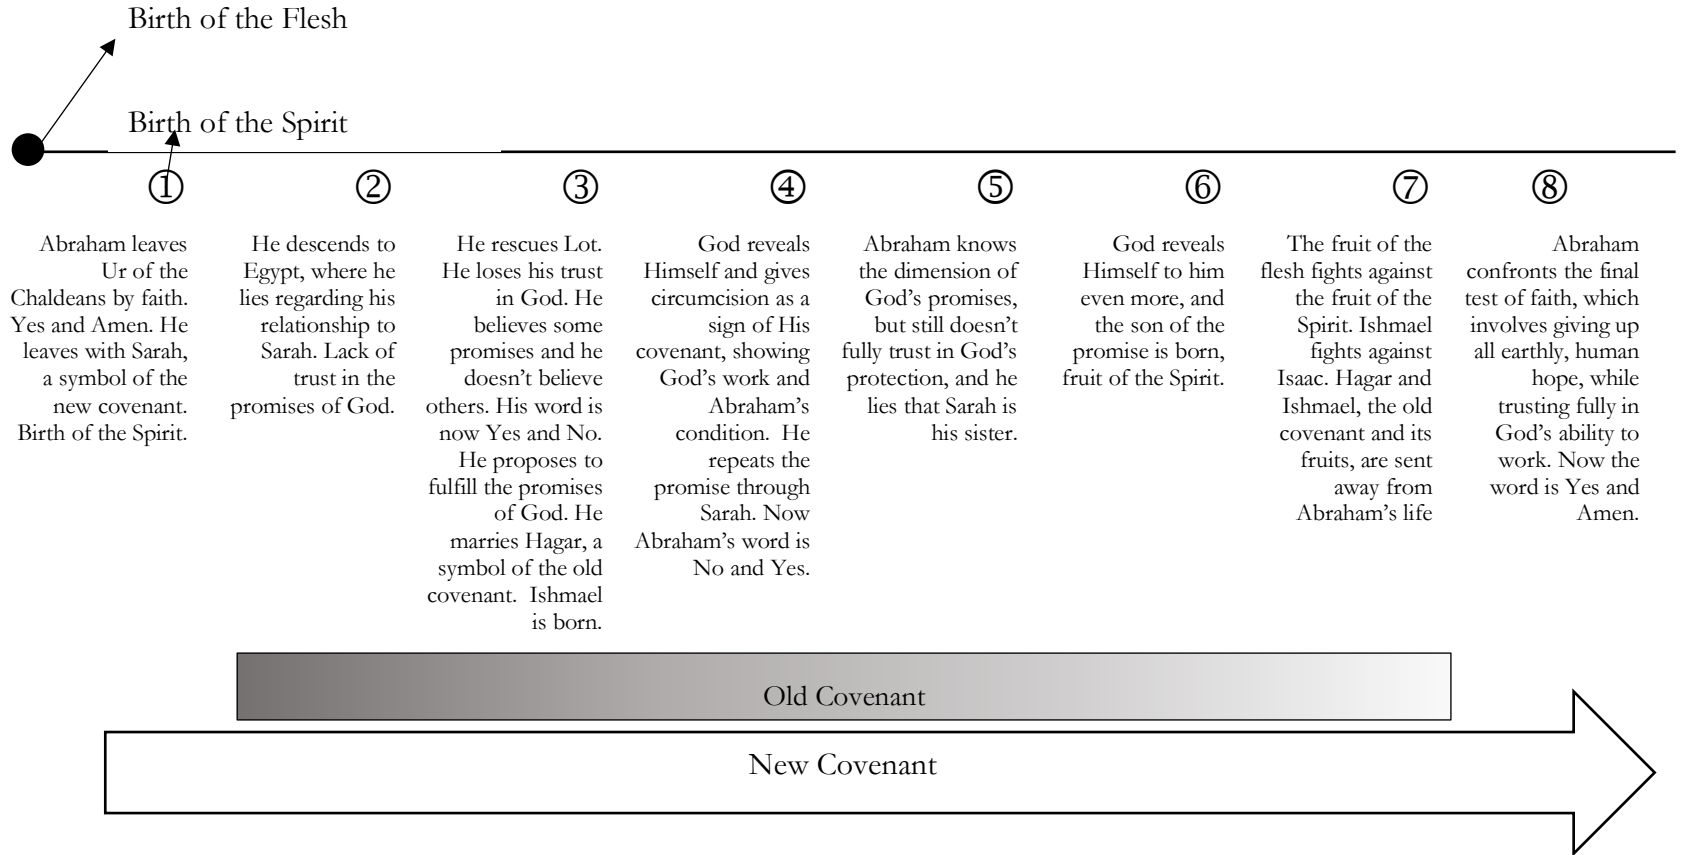 Birth of the Flesh
Birth of the Spirit
①
Abraham leaves
Ur of the
Chaldeans by faith.
Yes and Amen. He
leaves with Sarah,
a symbol of the
new covenant.
Birth of the Spirit.
②
He descends to
Egypt, where he
lies regarding his
relationship to
Sarah. Lack of
trust in the
promises of God.
③
He rescues Lot.
He loses his trust
in God. He
believes some
promises and he
doesn’t believe
others. His word is
now Yes and No.
He proposes to
fulfill the promises
of God. He
marries Hagar, a
symbol of the old
covenant.  Ishmael
is born.
④
God reveals
Himself and gives
circumcision as a
sign of His
covenant, showing
God’s work and
Abraham’s
condition.  He
repeats the
promise through
Sarah. Now
Abraham’s word is
No and Yes.
⑤
Abraham knows
the dimension of
God’s promises,
but still doesn’t
fully trust in God’s
protection, and he
lies that Sarah is
his sister.
⑥
God reveals
Himself to him
even more, and
the son of the
promise is born,
fruit of the Spirit.
⑦
The fruit of the
flesh fights against
the fruit of the
Spirit. Ishmael
fights against
Isaac. Hagar and
Ishmael, the old
covenant and its
fruits, are sent
away from
Abraham’s life
⑧
Abraham
confronts the final
test of faith, which
involves giving up
all earthly, human
hope, while
trusting fully in
God’s ability to
work. Now the
word is Yes and
Amen.
Old Covenant
New Covenant